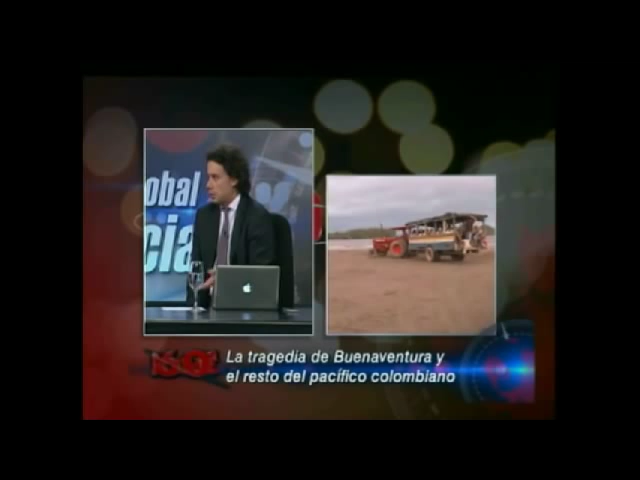 obal
cia
La tragedia de Buenaventura y
el resto del pacífico colombiano